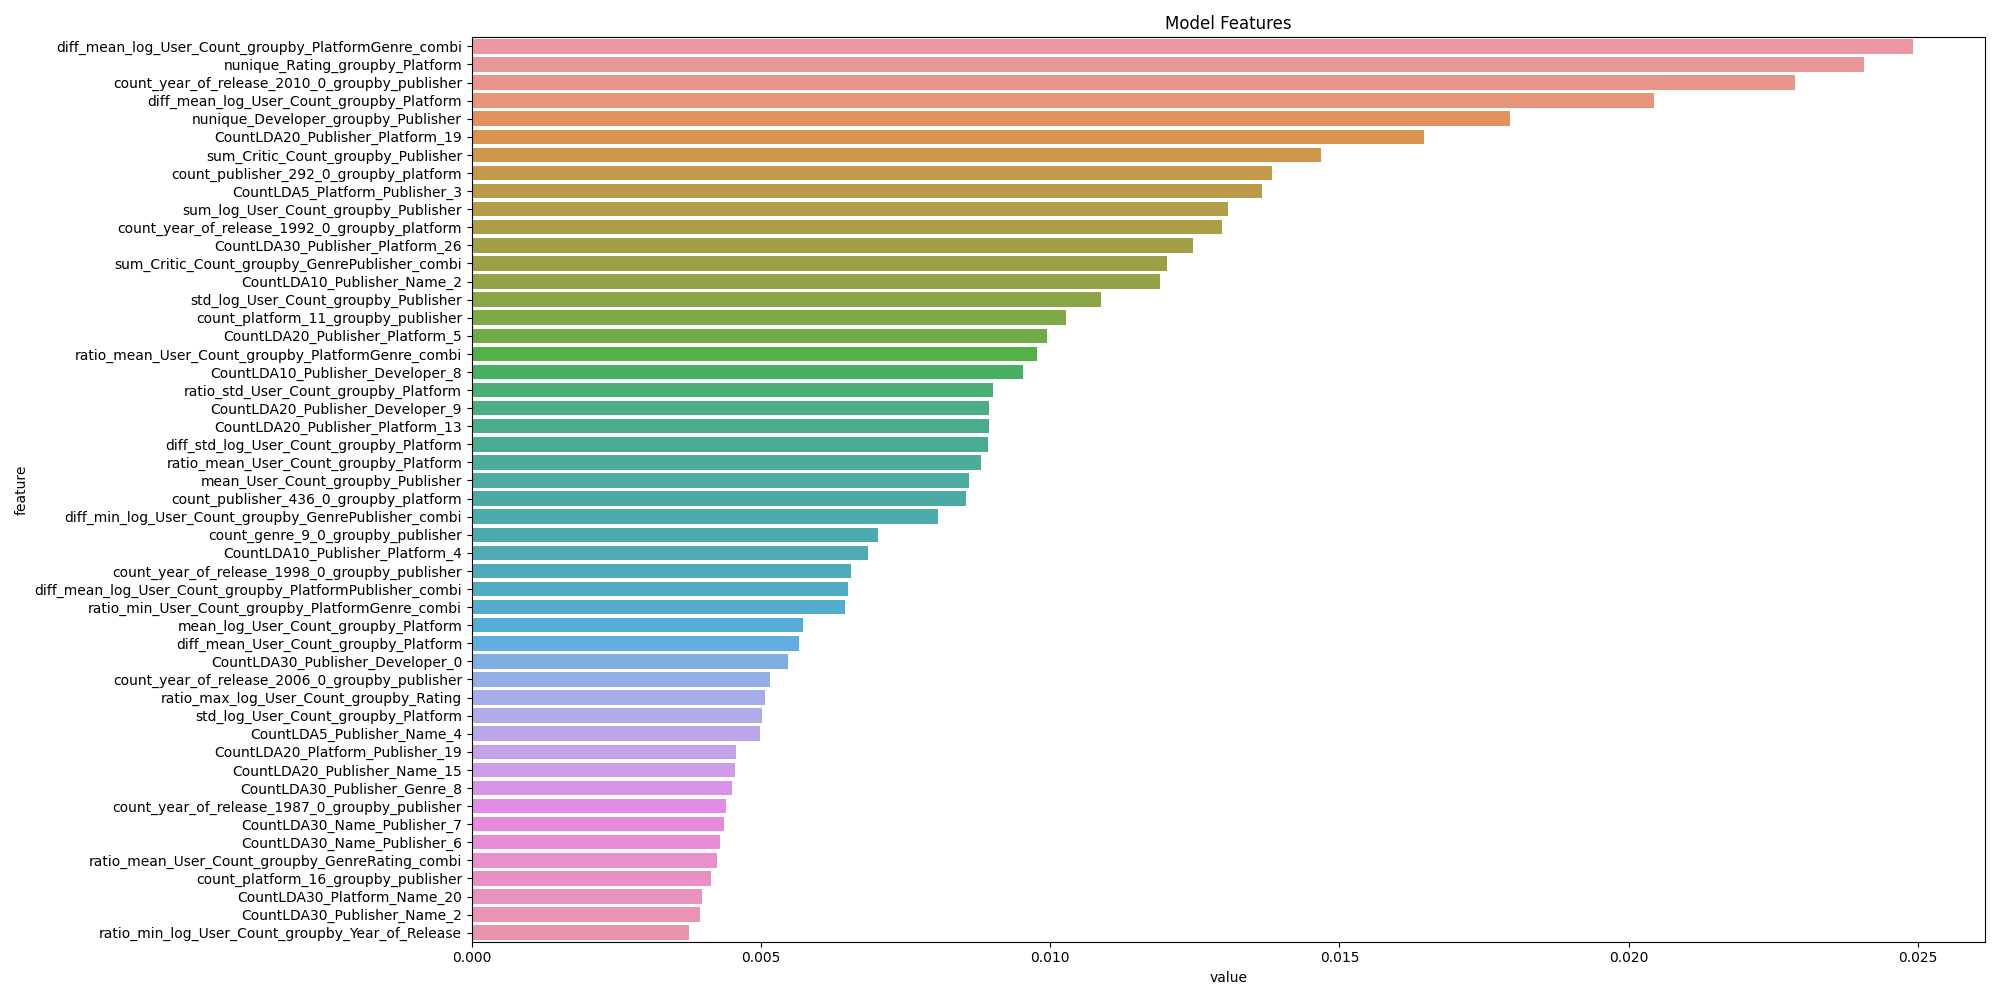 Model Features
diff_mean_log_User_Count_groupby_PlatformGenre_combi
nunique_Rating_groupby_Platform
count_year_of_release_2010_0_groupby_publisher
diff_mean_log_User_Count_groupby_Platform
nunique_Developer_groupby_Publisher
CountLDA20_Publisher_Platform_19
sum_Critic_Count_groupby_Publisher
count_publisher_292_0_groupby_platform
CountLDA5_Platform_Publisher_3
sum_log_User_Count_groupby_Publisher
count_year_of_release_1992_0_groupby_platform
CountLDA30_Publisher_Platform_26
sum_Critic_Count_groupby_GenrePublisher_combi
CountLDA10_Publisher_Name_2
std_log_User_Count_groupby_Publisher
count_platform_11_groupby_publisher
CountLDA20_Publisher_Platform_5
ratio_mean_User_Count_groupby_PlatformGenre_combi
CountLDA10_Publisher_Developer_8
ratio_std_User_Count_groupby_Platform
CountLDA20_Publisher_Developer_9
CountLDA20_Publisher_Platform_13
diff_std_log_User_Count_groupby_Platform
ratio_mean_User_Count_groupby_Platform
mean_User_Count_groupby_Publisher
count_publisher_436_0_groupby_platform
diff_min_log_User_Count_groupby_GenrePublisher_combi
count_genre_9_0_groupby_publisher
CountLDA10_Publisher_Platform_4
count_year_of_release_1998_0_groupby_publisher
diff_mean_log_User_Count_groupby_PlatformPublisher_combi
ratio_min_User_Count_groupby_PlatformGenre_combi
mean_log_User_Count_groupby_Platform
diff_mean_User_Count_groupby_Platform
CountLDA30_Publisher_Developer_0
count_year_of_release_2006_0_groupby_publisher
ratio_max_log_User_Count_groupby_Rating
std_log_User_Count_groupby_Platform
CountLDA5_Publisher_Name_4
CountLDA20_Platform_Publisher_19
CountLDA20_Publisher_Name_15
CountLDA30_Publisher_Genre_8
count_year_of_release_1987_0_groupby_publisher
CountLDA30_Name_Publisher_7
CountLDA30_Name_Publisher_6
ratio_mean_User_Count_groupby_GenreRating_combi
count_platform_16_groupby_publisher
CountLDA30_Platform_Name_20
CountLDA30_Publisher_Name_2
ratio_min_log_User_Count_groupby_Year_of_Release
feature
0.000 0.005 0.010 0.015 0.020 0.025
value